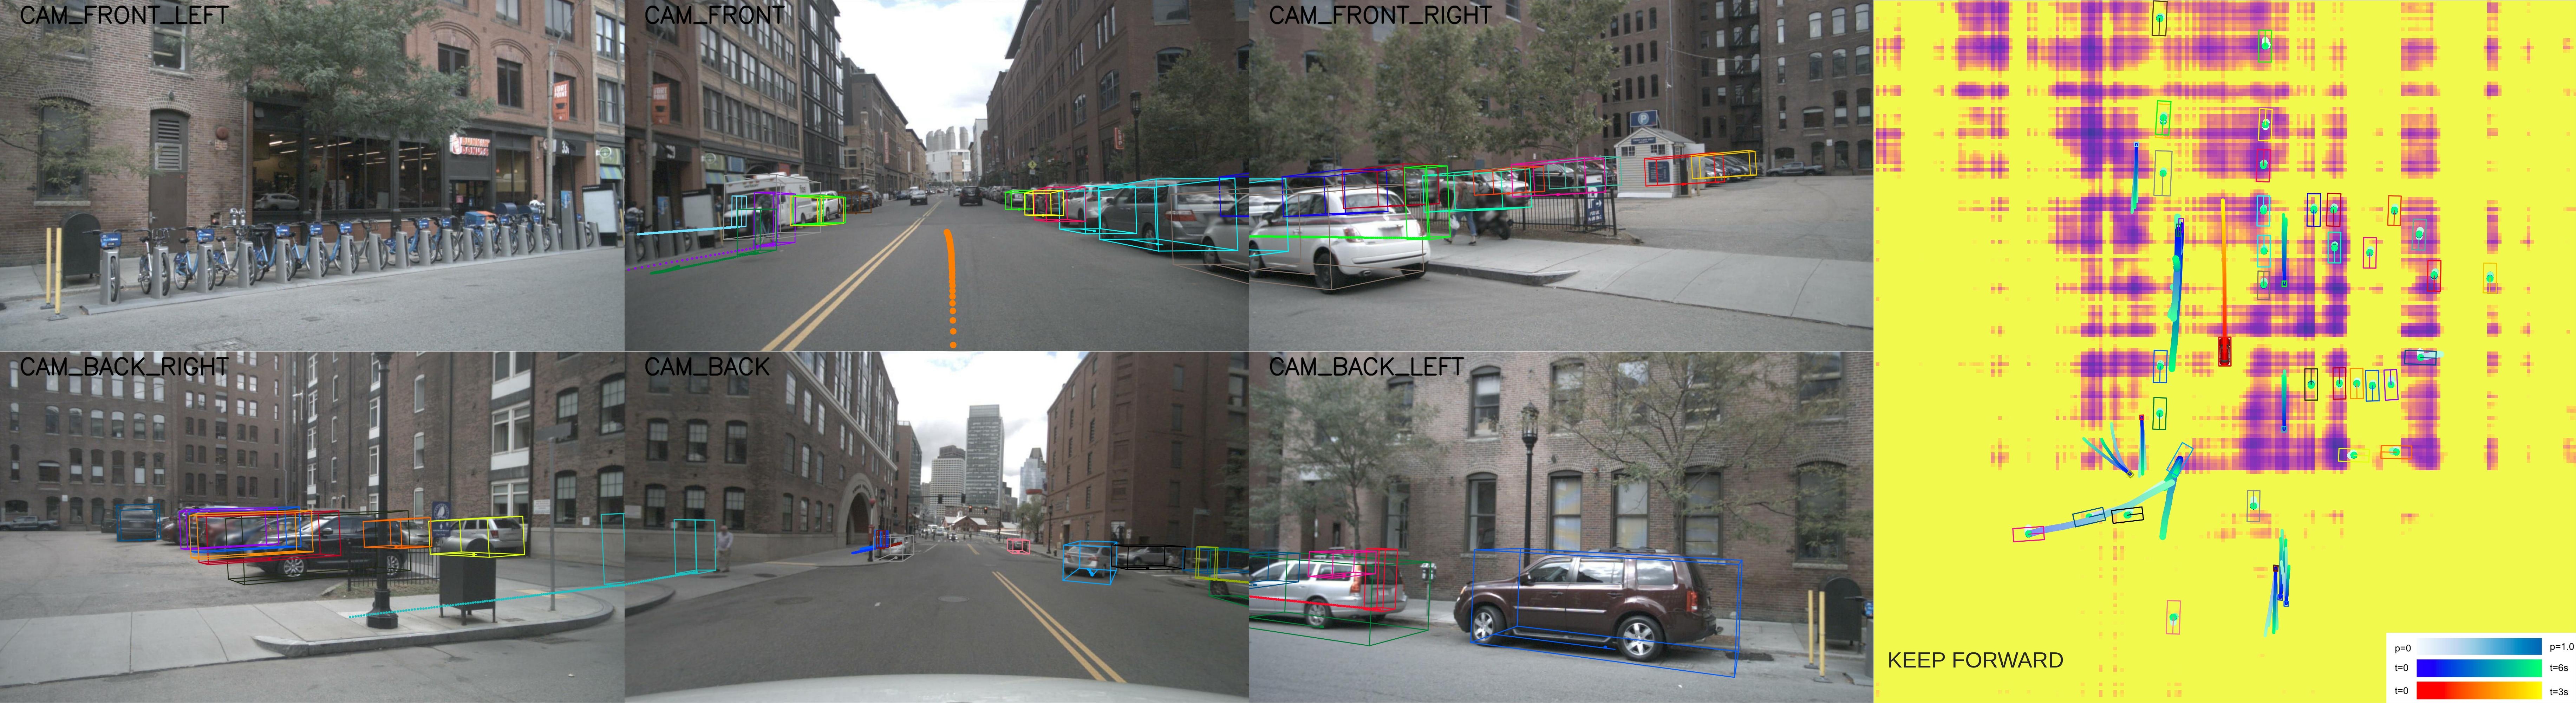 CAM_FRONT_LEFT
CAM_FRONT
CAM_FRONT_RIGHT
DUNKIN'
DONUTS
P
CAM_BACK_RIGHT
CAM_BACK
CAM_BACK_LEFT
KEEP FORWARD
p=0
p=1.0
t=0
t=6s
t=0
t=3s